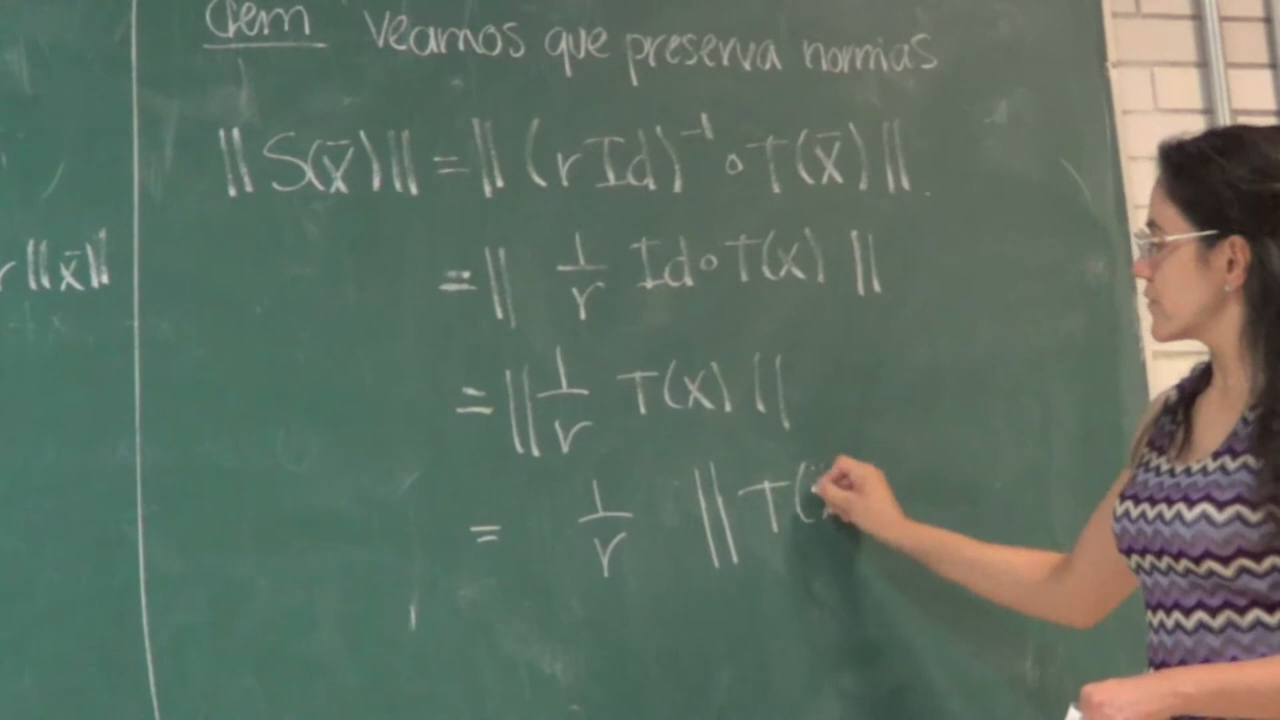 r||x̄||
dem Veamos que preserva normas
||S(x̄)|| = ||(r Id)⁻¹ ∘ T(x̄)||
= || 1/r Id ∘ T(x) ||
= || 1/r T(x) ||
= 1/r || T(